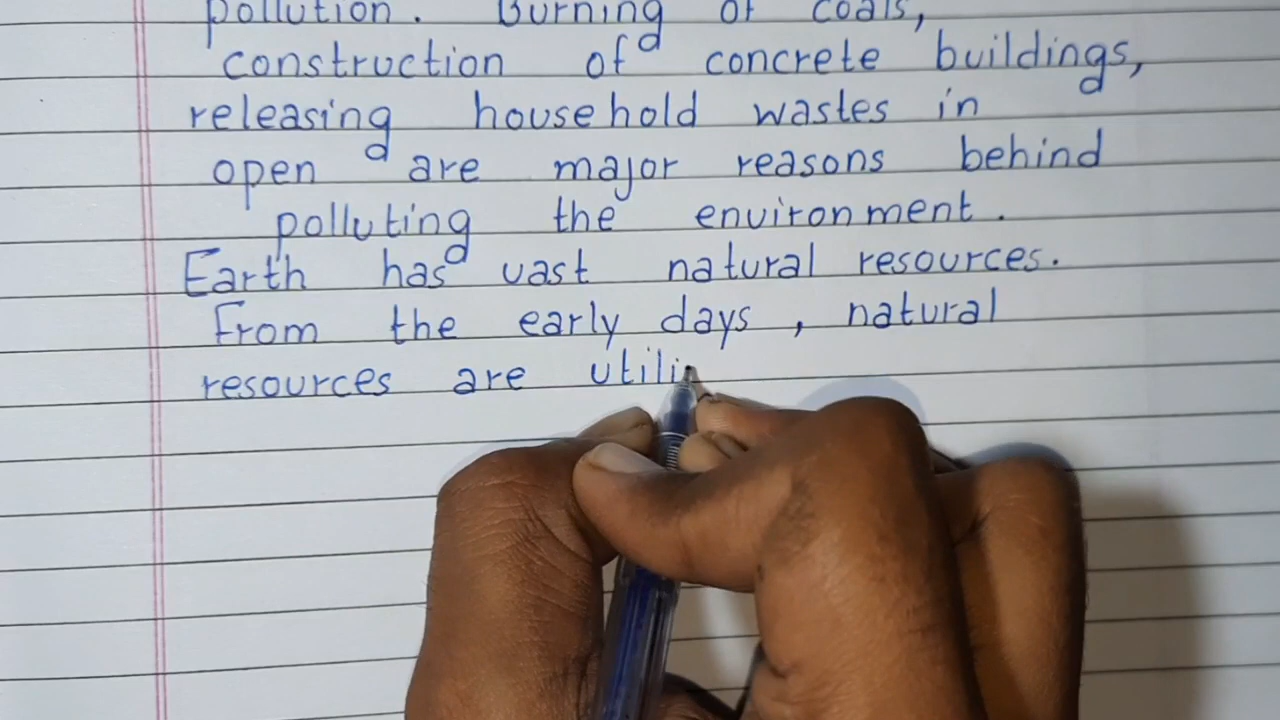 pollution. Burning of coals,
construction of concrete buildings,
releasing household wastes in
open are major reasons behind
polluting the environment.
Earth has vast natural resources.
From the early days, natural
resources are utili